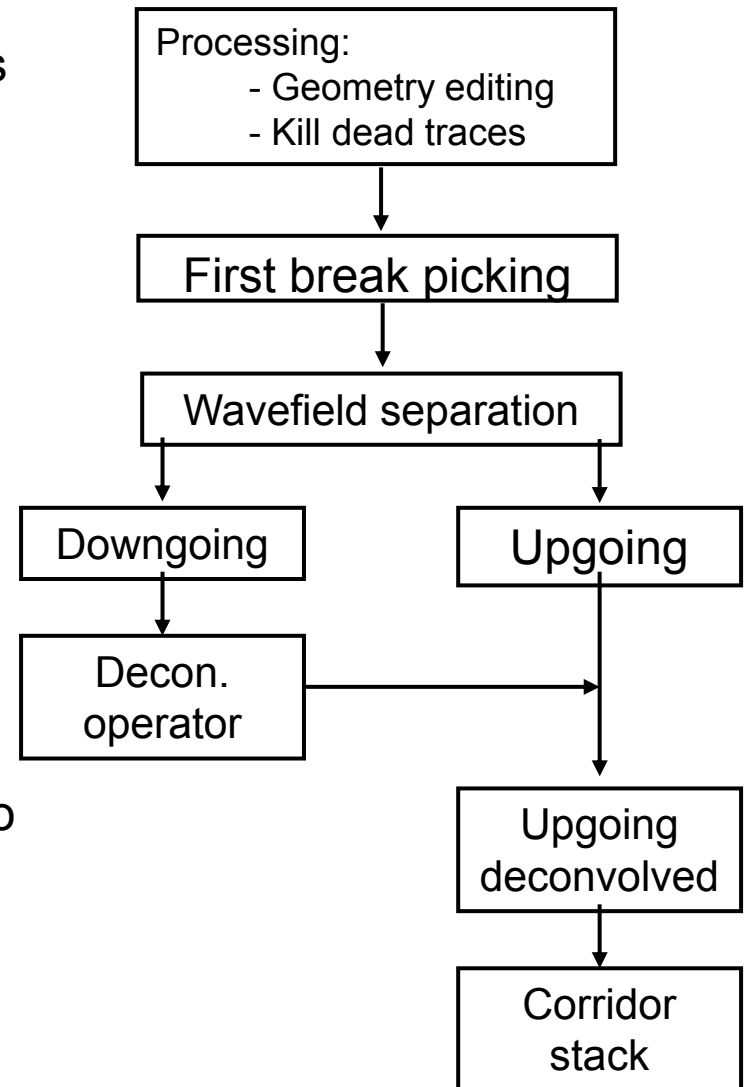 s
Processing:
- Geometry editing
- Kill dead traces
First break picking
Wavefield separation
Downgoing
Upgoing
Decon.
operator
o
Upgoing
deconvolved
Corridor
stack